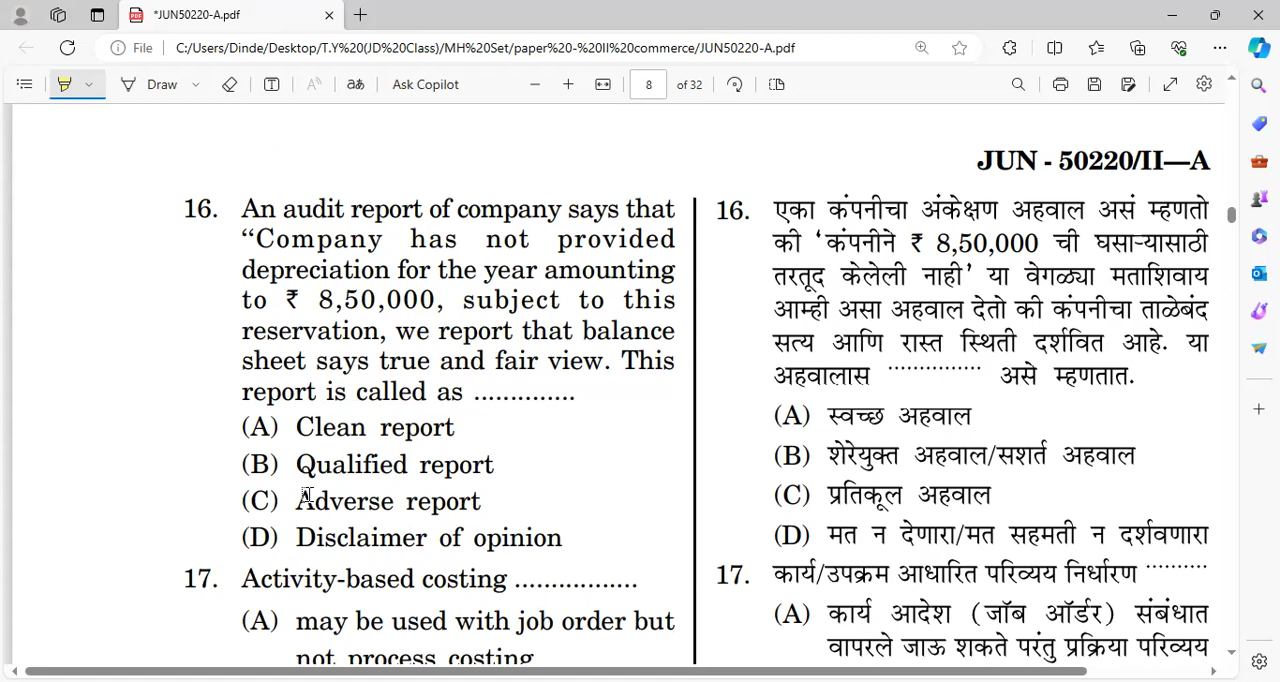 *JUN50220-A.pdf
File
C:/Users/Dinde/Desktop/T.Y%20(JD%20Class)/MH%20Set/paper%20-%20II%20commerce/JUN50220-A.pdf
Draw
Ask Copilot
8
of 32
JUN - 50220/II—A
16. An audit report of company says that
“Company has not provided
depreciation for the year amounting
to ₹ 8,50,000, subject to this
reservation, we report that balance
sheet says true and fair view. This
report is called as ..............
(A) Clean report
(B) Qualified report
(C) Adverse report
(D) Disclaimer of opinion
17. Activity-based costing .................
(A) may be used with job order but
not process costing
16. एका कंपनीचा अंकेक्षण अहवाल असं म्हणतो
की ‘कंपनीने ₹ 8,50,000 ची घसाऱ्यासाठी
तरतूद केलेली नाही’ या वेगळ्या मताशिवाय
आम्ही असा अहवाल देतो की कंपनीचा ताळेबंद
सत्य आणि रास्त स्थिती दर्शवित आहे. या
अहवालास ............... असे म्हणतात.
(A) स्वच्छ अहवाल
(B) शेरेयुक्त अहवाल/सशर्त अहवाल
(C) प्रतिकूल अहवाल
(D) मत न देणारा/मत सहमती न दर्शवणारा
17. कार्य/उपक्रम आधारित परिव्यय निर्धारण ..........
(A) कार्य आदेश (जॉब ऑर्डर) संबंधात
वापरले जाऊ शकते परंतु प्रक्रिया परिव्यय